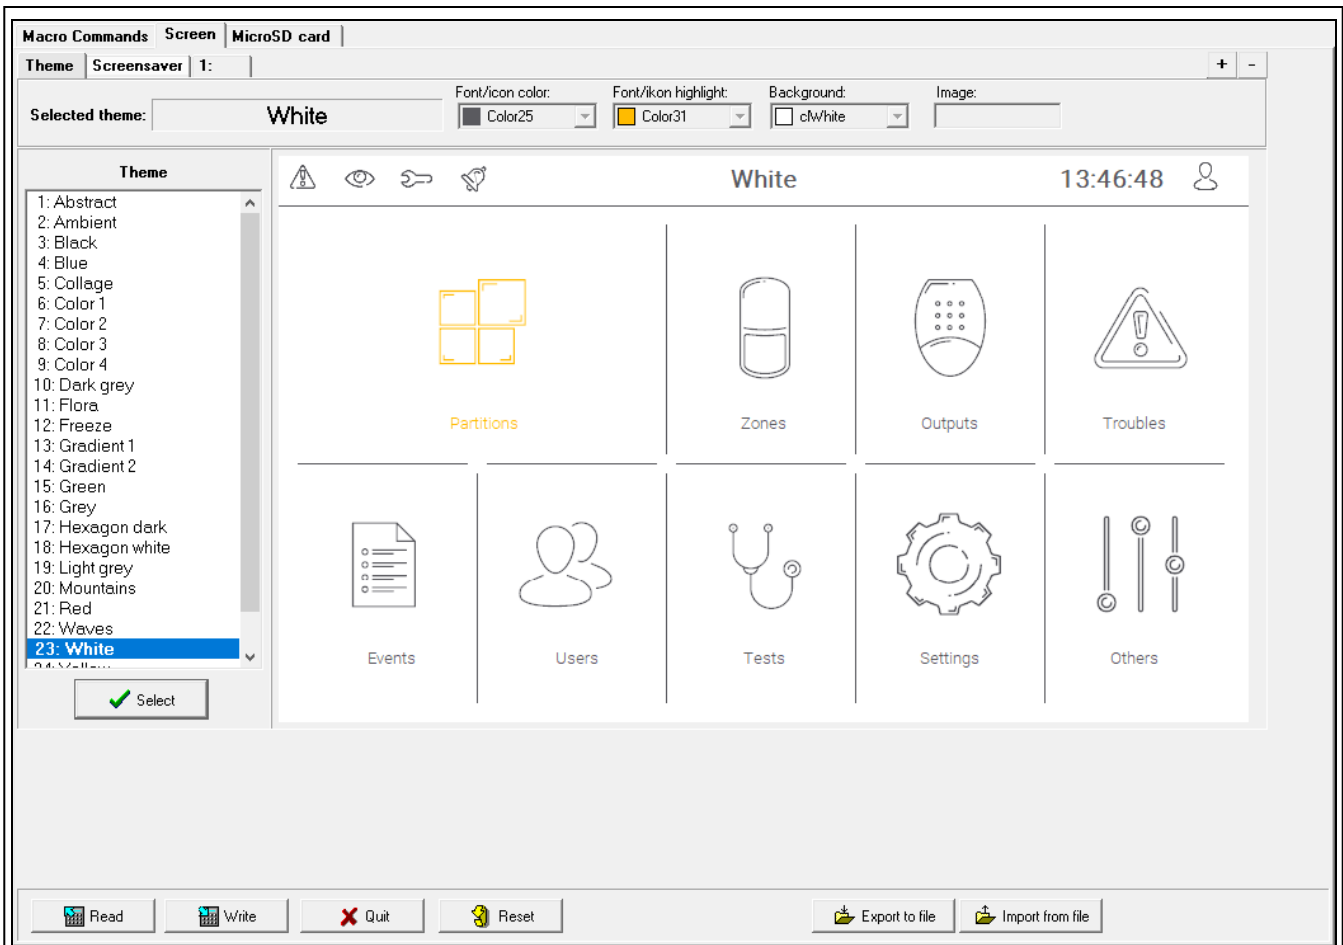 Macro Commands Screen MicroSD card
Theme Screensaver 1: + -
Font/icon color: Font/ikon highlight: Background: Image:
Selected theme: White Color25 Color31 clWhite
Theme
White 13:46:48
1: Abstract
2: Ambient
3: Black
4: Blue
5: Collage
6: Color 1
7: Color 2
8: Color 3
9: Color 4
10: Dark grey
11: Flora
12: Freeze
13: Gradient 1
14: Gradient 2
15: Green
16: Grey
17: Hexagon dark
18: Hexagon white
19: Light grey
20: Mountains
21: Red
22: Waves
23: White
24: Yellow
Select
Partitions Zones Outputs Troubles
Events Users Tests Settings Others
Read Write Quit Reset Export to file Import from file